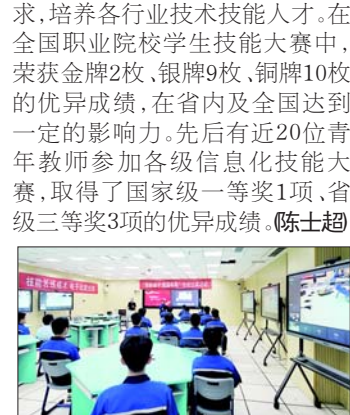 求,培养各行业技术技能人才。在
全国职业院校学生技能大赛中,
荣获金牌2枚、银牌9枚、铜牌10枚
的优异成绩,在省内及全国达到
一定的影响力。先后有近20位青
年教师参加各级信息化技能大
赛,取得了国家级一等奖1项、省
级三等奖3项的优异成绩。(陈士超)